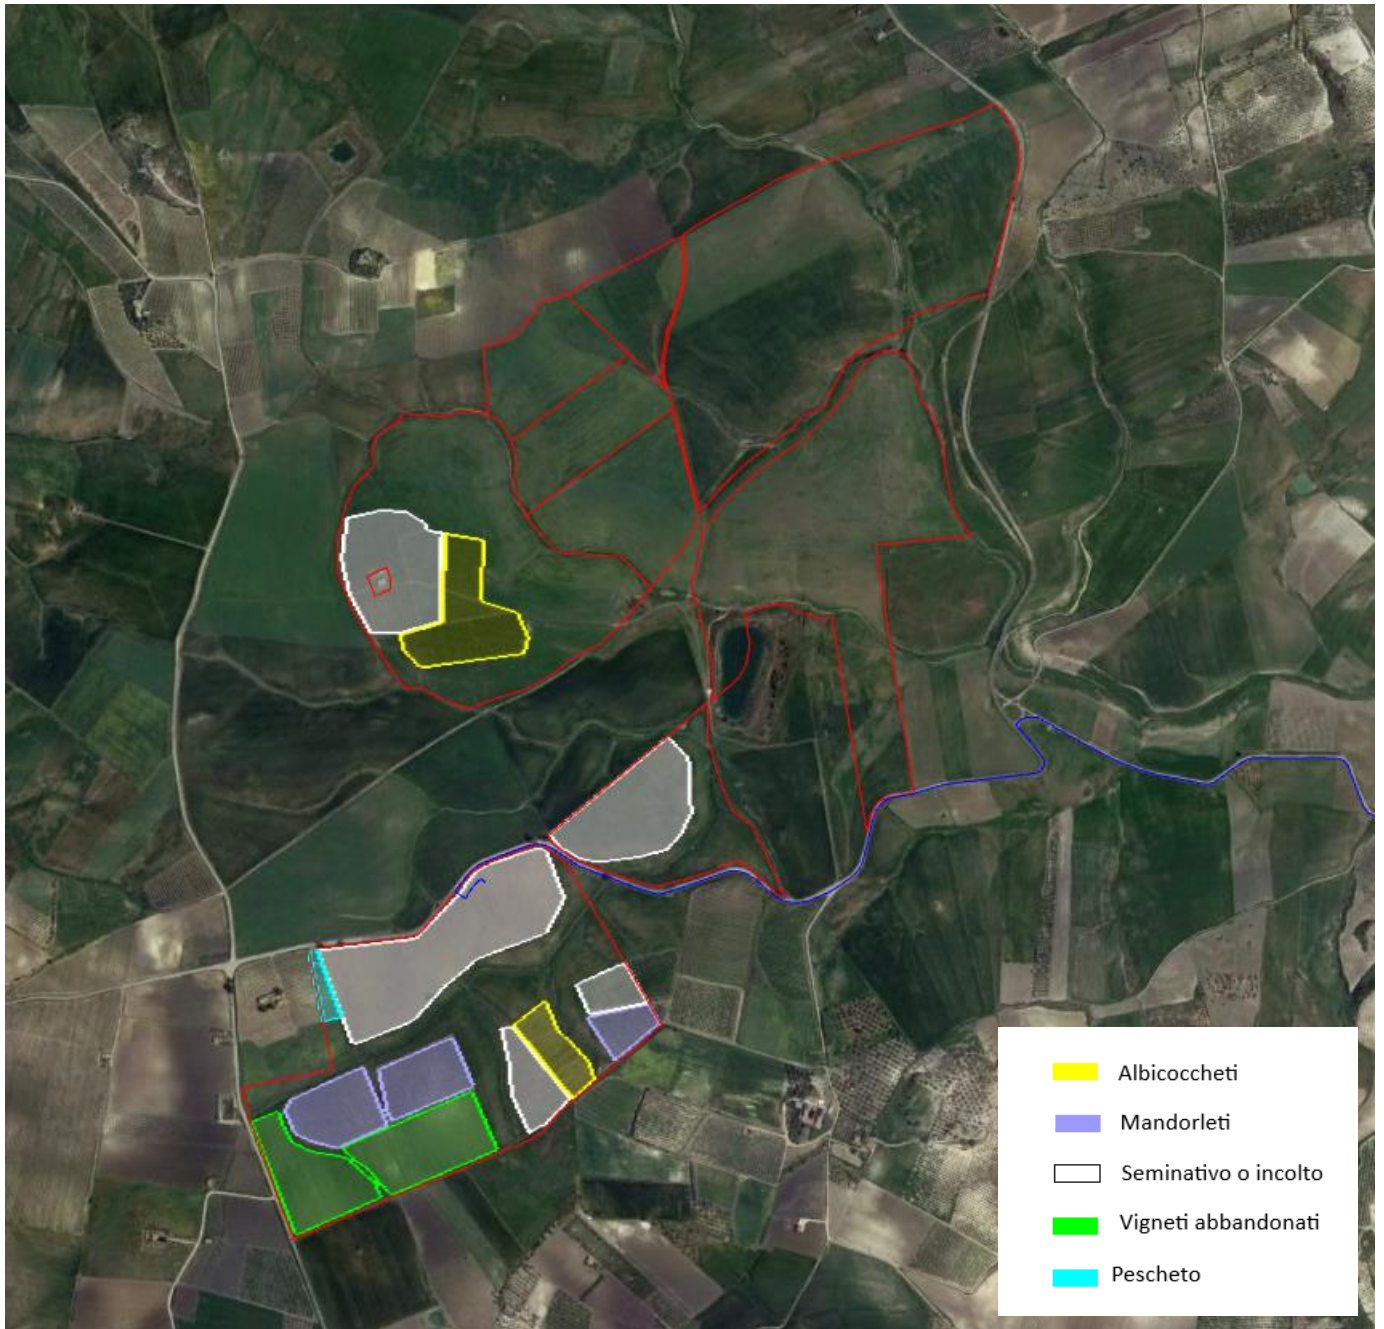 Albicoccheti
Mandorleti
Seminativo o incolto
Vigneti abbandonati
Pescheto